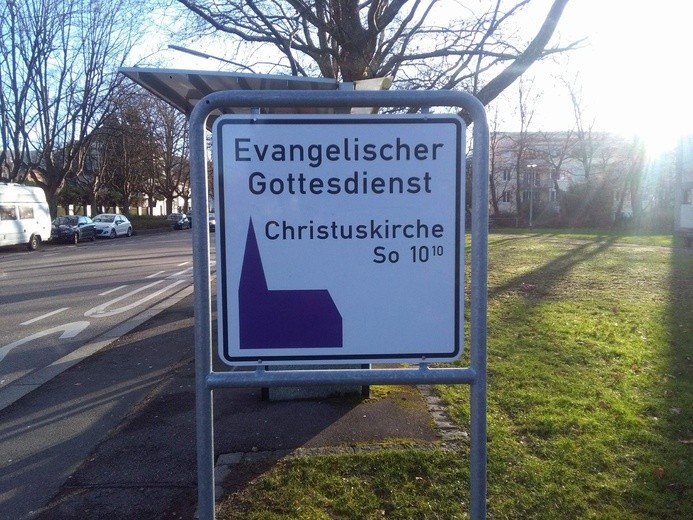 Evangelischer
Gottesdienst
Christuskirche
So 10¹⁰